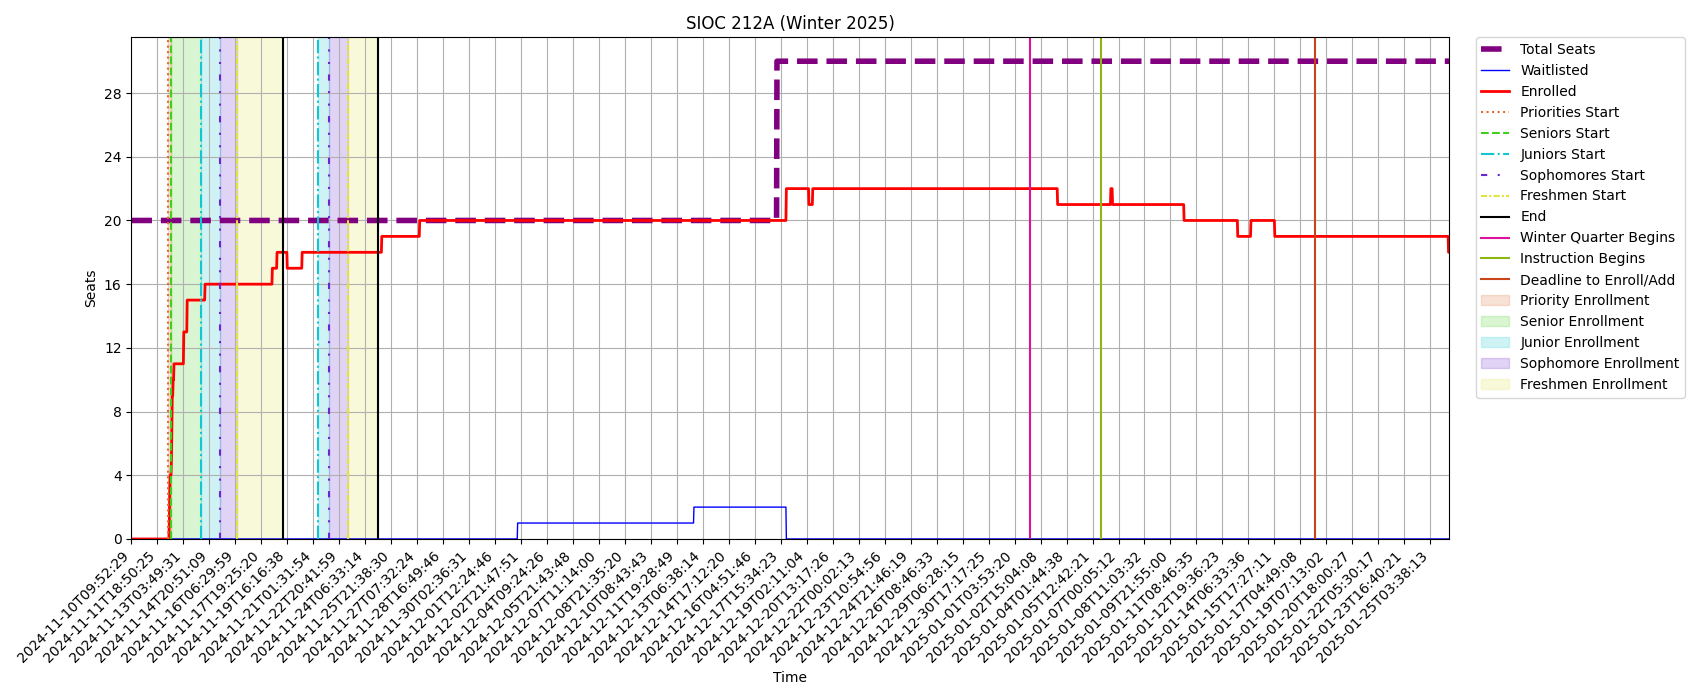 SIOC 212A (Winter 2025)
Seats
28
24
20
16
12
8
4
0
2024-11-10T09:52:29
2024-11-11T18:50:25
2024-11-13T03:49:31
2024-11-14T20:51:09
2024-11-16T06:29:59
2024-11-17T19:25:20
2024-11-19T16:16:38
2024-11-21T01:31:54
2024-11-22T20:41:59
2024-11-24T06:33:14
2024-11-25T21:38:30
2024-11-27T07:32:24
2024-11-28T16:49:46
2024-11-30T02:36:31
2024-12-01T12:24:46
2024-12-02T21:47:51
2024-12-04T09:24:26
2024-12-05T21:43:48
2024-12-07T11:14:00
2024-12-08T21:35:20
2024-12-10T08:43:43
2024-12-11T19:28:49
2024-12-13T06:38:14
2024-12-14T17:12:20
2024-12-16T04:51:46
2024-12-17T15:34:23
2024-12-19T02:11:04
2024-12-20T13:17:26
2024-12-22T00:02:13
2024-12-23T10:54:56
2024-12-24T21:46:19
2024-12-26T08:46:33
2024-12-29T06:28:15
2024-12-30T17:17:25
2025-01-01T03:53:20
2025-01-02T15:04:08
2025-01-04T01:44:38
2025-01-05T12:42:21
2025-01-07T00:05:12
2025-01-08T11:03:32
2025-01-09T21:55:00
2025-01-11T08:46:35
2025-01-12T19:36:23
2025-01-14T06:33:36
2025-01-15T17:27:11
2025-01-17T04:49:08
2025-01-19T07:13:02
2025-01-20T18:00:27
2025-01-22T05:30:17
2025-01-23T16:40:21
2025-01-25T03:38:13
Time
Total Seats
Waitlisted
Enrolled
Priorities Start
Seniors Start
Juniors Start
Sophomores Start
Freshmen Start
End
Winter Quarter Begins
Instruction Begins
Deadline to Enroll/Add
Priority Enrollment
Senior Enrollment
Junior Enrollment
Sophomore Enrollment
Freshmen Enrollment